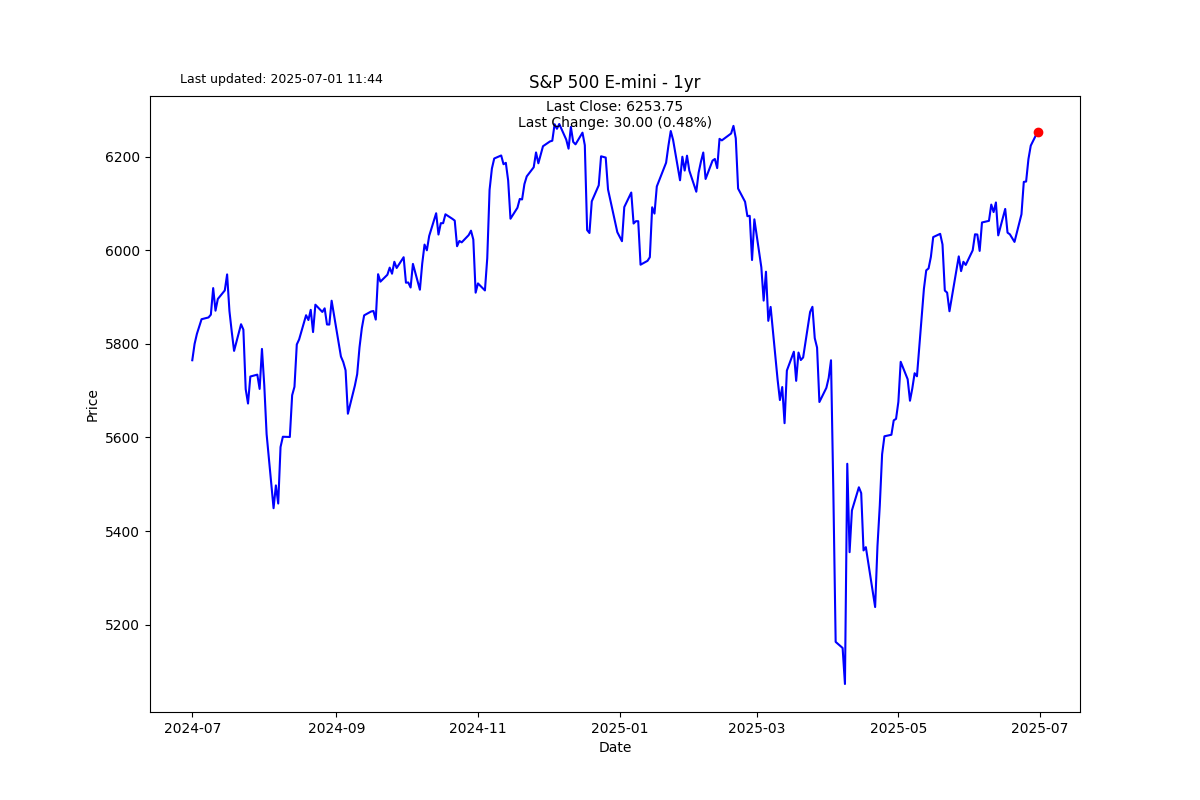 Last updated: 2025-07-01 11:44
S&P 500 E-mini - 1yr
Last Close: 6253.75
Last Change: 30.00 (0.48%)
6200
6000
5800
5600
5400
5200
Price
2024-07
2024-09
2024-11
2025-01
2025-03
2025-05
2025-07
Date